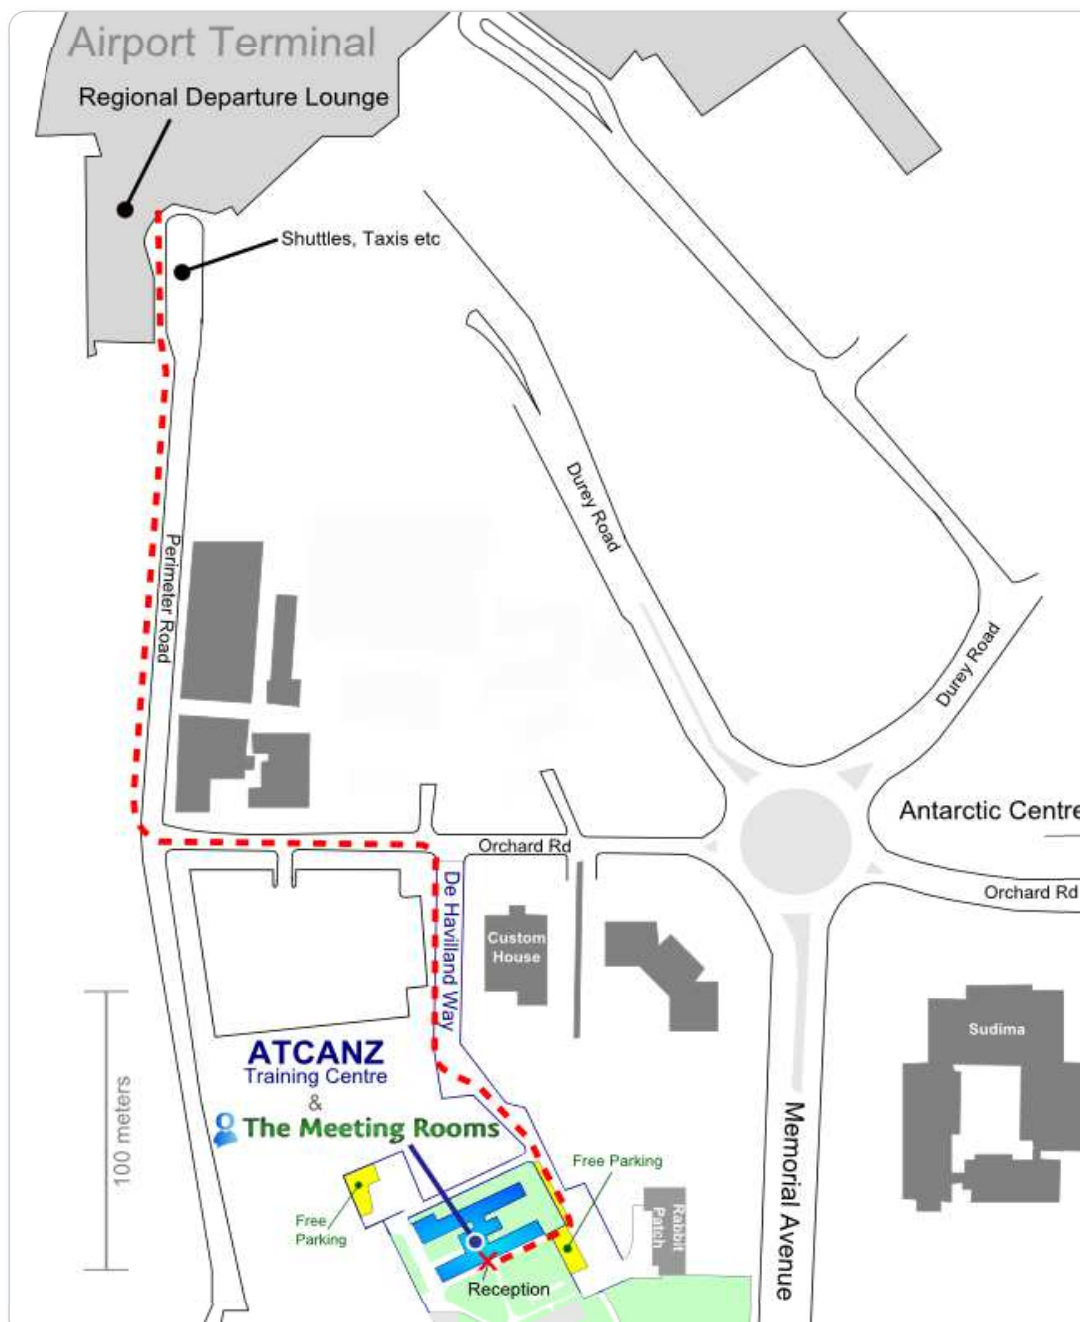 Airport Terminal
Regional Departure Lounge
Shuttles, Taxis etc
Durey Road
Perimeter Road
Durey Road
Antarctic Centre
Orchard Rd
Orchard Rd
De Havilland Way
Custom
House
Sudima
ATCANZ
Training Centre
&
The Meeting Rooms
100 meters
Memorial Avenue
Free Parking
Free
Parking
Rabbit
Patch
Reception